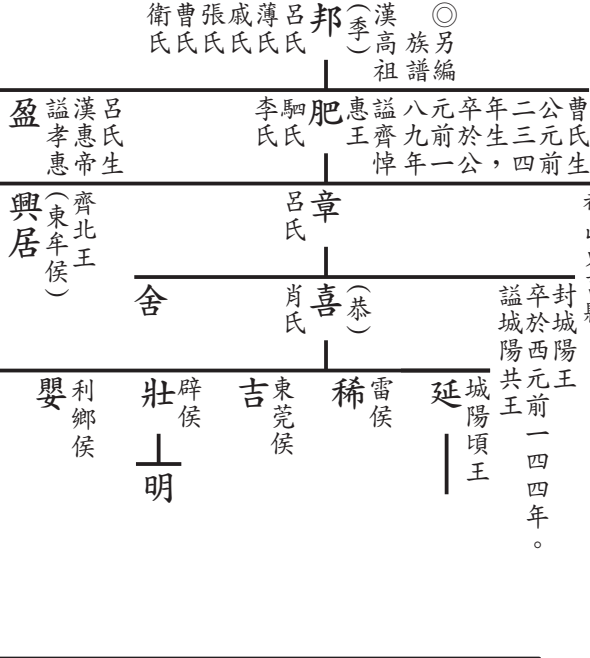 ◎另編
族譜
漢高祖
(季)
邦
呂氏
薄氏
戚氏
張氏
曹氏
衛氏
曹氏生
公元前
二三四
年生，
卒於公
元前一
八九年
謚齊悼
惠王
肥
駟氏
李氏
呂氏生
漢惠帝
謚孝惠
盈
章
呂氏
齊北王
(東牟侯)
興居
封城陽王
卒於西元前一四四年。
謚城陽共王
(恭)
喜
肖氏
舍
城陽頃王
延
雷侯
稀
東莞侯
吉
辟侯
壯
利鄉侯
嬰
明